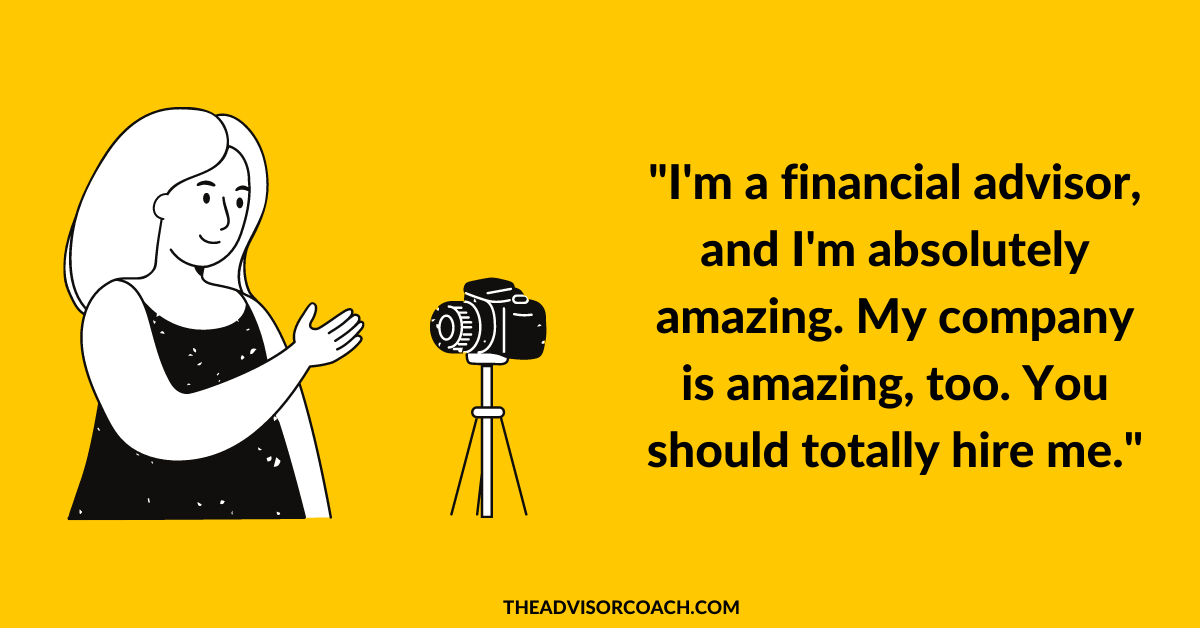 "I'm a financial advisor,
and I'm absolutely
amazing. My company
is amazing, too. You
should totally hire me."
THEADVISORCOACH.COM